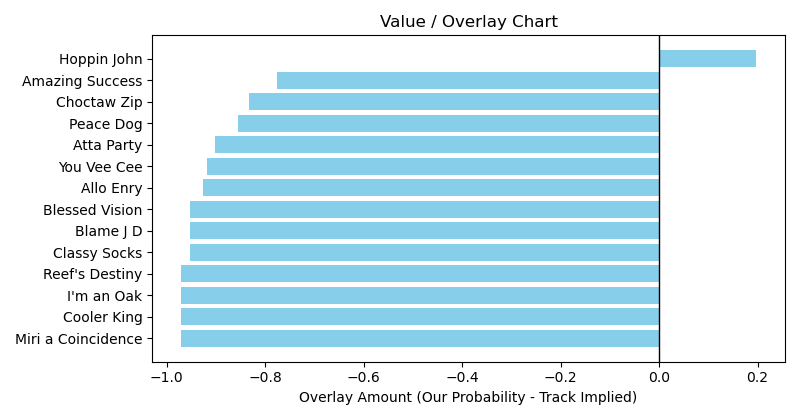 Value / Overlay Chart
Hoppin John
Amazing Success
Choctaw Zip
Peace Dog
Atta Party
You Vee Cee
Allo Enry
Blessed Vision
Blame J D
Classy Socks
Reef's Destiny
I'm an Oak
Cooler King
Miri a Coincidence
−1.0 −0.8 −0.6 −0.4 −0.2 0.0 0.2
Overlay Amount (Our Probability - Track Implied)